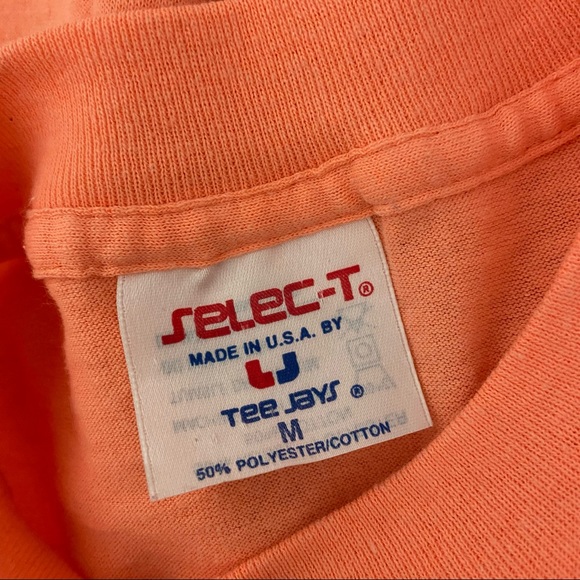 SELEC-T®
MADE IN U.S.A. BY
TEE JAYS ®
M
50% POLYESTER/COTTON